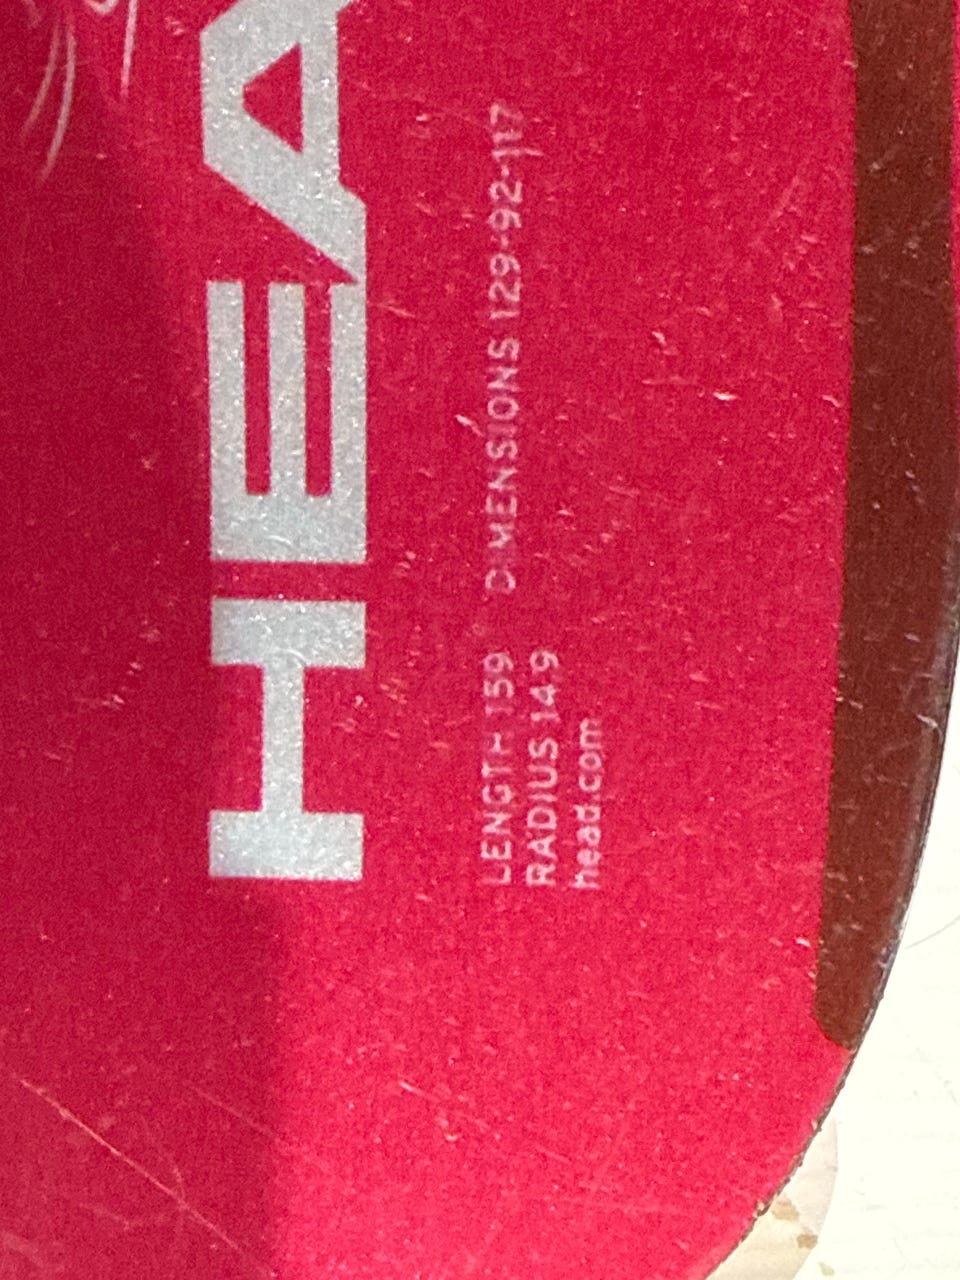 HEA
LENGTH 159 DIMENSIONS 129-92-117
RADIUS 14.9
head.com